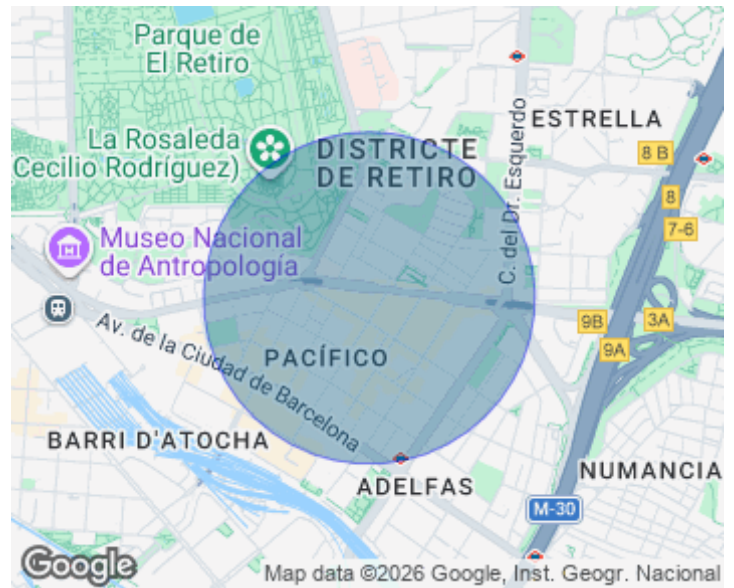 Parque de
El Retiro
La Rosaleda
Cecilio Rodríguez)
DISTRICTE
DE RETIRO
ESTRELLA
C. del Dr. Esquerdo
8 B
8
7-6
Museo Nacional
de Antropología
Av. de la Ciudad de Barcelona
PACÍFICO
9B
3A
9A
BARRI D'ATOCHA
ADELFAS
NUMANCIA
M-30
Google
Map data ©2026 Google, Inst. Geogr. Nacional